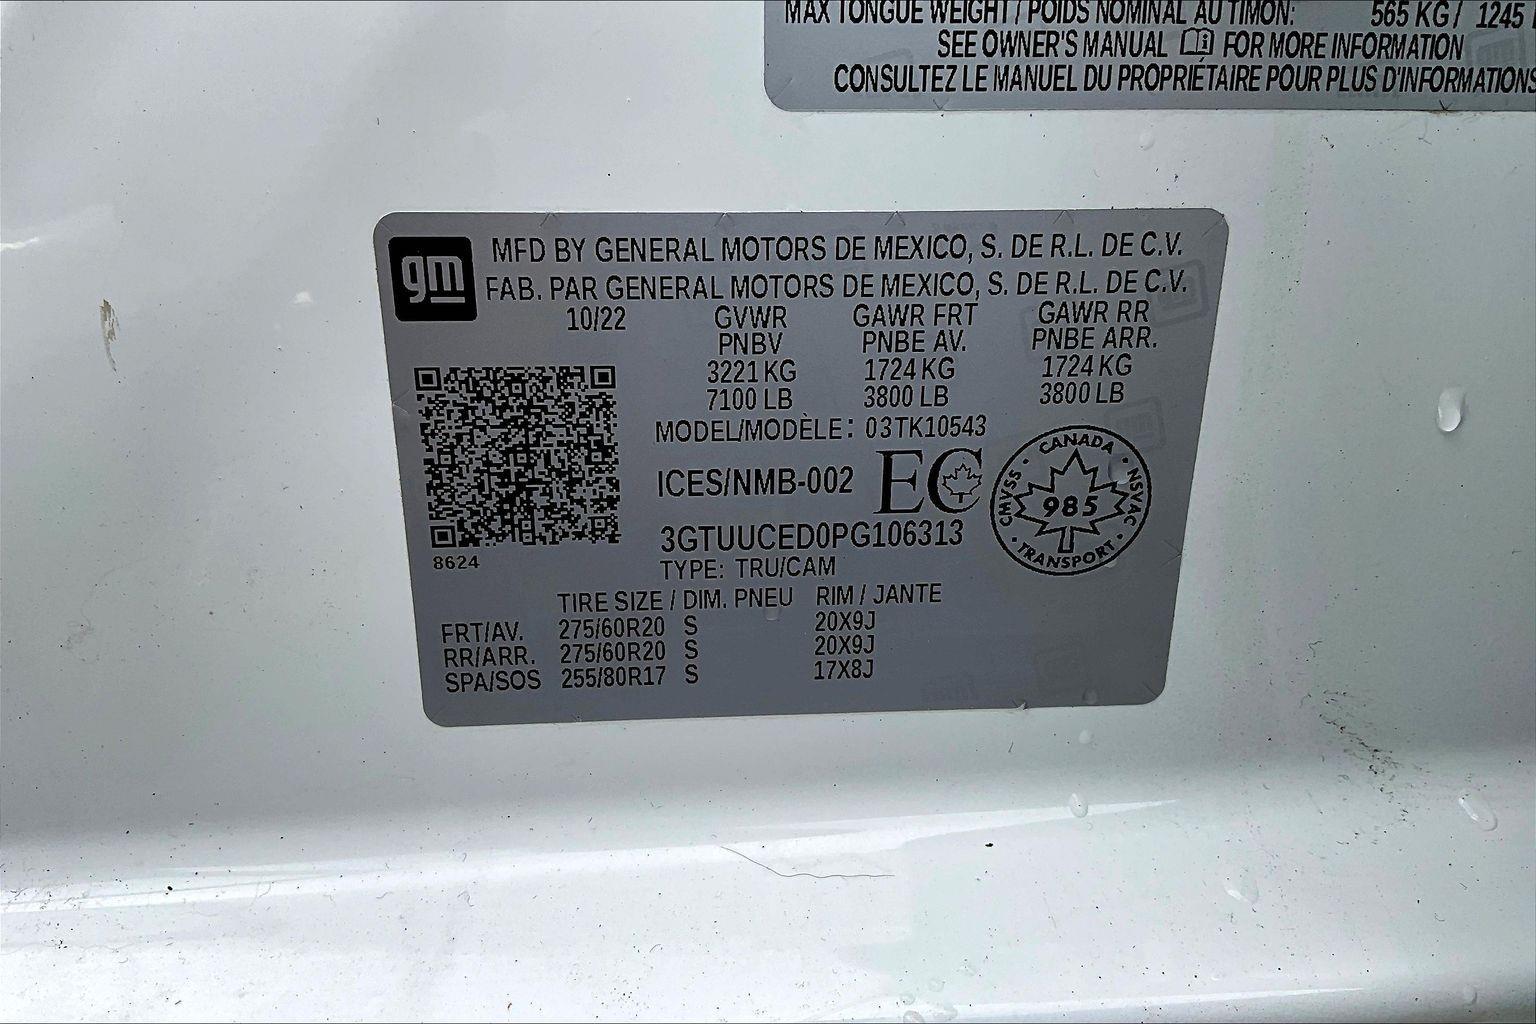 MAX TONGUE WEIGHT / POIDS NOMINAL AU TIMON: 565 KG / 1245
SEE OWNER'S MANUAL FOR MORE INFORMATION
CONSULTEZ LE MANUEL DU PROPRIÉTAIRE POUR PLUS D'INFORMATIONS
gm
MFD BY GENERAL MOTORS DE MEXICO, S. DE R.L. DE C.V.
FAB. PAR GENERAL MOTORS DE MEXICO, S. DE R.L. DE C.V.
10/22 GVWR GAWR FRT GAWR RR
PNBV PNBE AV. PNBE ARR.
3221 KG 1724 KG 1724 KG
7100 LB 3800 LB 3800 LB
MODEL/MODÈLE: 03TK10543
ICES/NMB-002 EC
CANADA
CMVSS • 985 • NSVAC
TRANSPORT
3GTUUCED0PG106313
8624
TYPE: TRU/CAM
TIRE SIZE / DIM. PNEU RIM / JANTE
FRT/AV. 275/60R20 S 20X9J
RR/ARR. 275/60R20 S 20X9J
SPA/SOS 255/80R17 S 17X8J